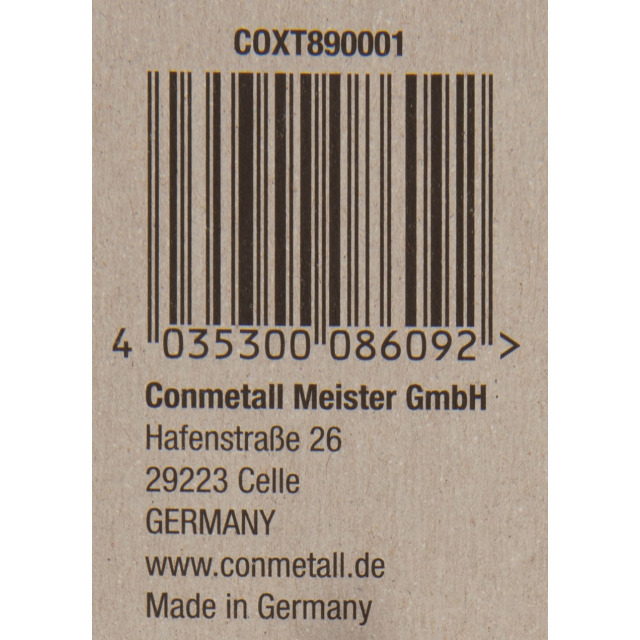 COXT890001
4 035300 086092 >
Conmetall Meister GmbH
Hafenstraße 26
29223 Celle
GERMANY
www.conmetall.de
Made in Germany